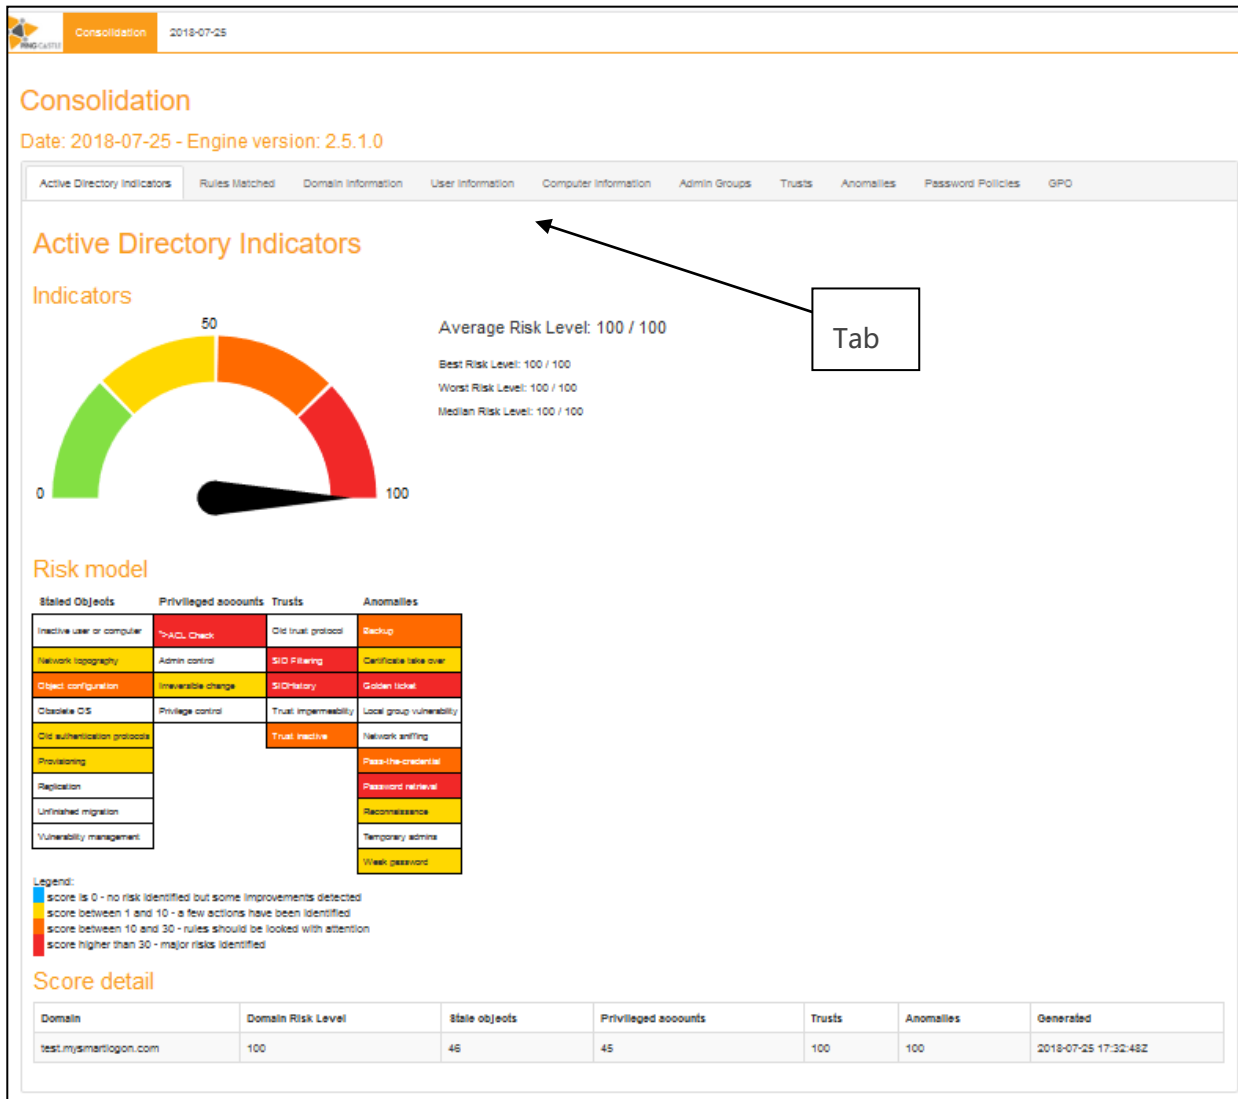 PING CASTLE Consolidation 2018-07-25
Consolidation
Date: 2018-07-25 - Engine version: 2.5.1.0
Active Directory Indicators Rules Matched Domain Information User Information Computer Information Admin Groups Trusts Anomalies Password Policies GPO
Active Directory Indicators
Indicators
50
0
100
Average Risk Level: 100 / 100
Best Risk Level: 100 / 100
Worst Risk Level: 100 / 100
Median Risk Level: 100 / 100
Tab
Risk model
Staled Objects Privilieged accounts Trusts Anomalies
Inactive user or computer ">ACL Check Old trust protocol Backup
Network topography Admin control SID Filtering Certificate take over
Object configuration Irreversible change SIDHistory Golden ticket
Obsolete OS Privilege control Trust impermeability Local group vulnerability
Old authentication protocols Trust inactive Network sniffing
Provisioning Pass-the-credential
Replication Password retrieval
Unfinished migration Reconnaissance
Vulnerability management Temporary admins
Weak password
Legend:
score is 0 - no risk identified but some improvements detected
score between 1 and 10 - a few actions have been identified
score between 10 and 30 - rules should be looked with attention
score higher than 30 - major risks identified
Score detail
Domain Domain Risk Level Stale objects Privilieged accounts Trusts Anomalies Generated
test.mysmartlogon.com 100 46 45 100 100 2018-07-25 17:32:48Z